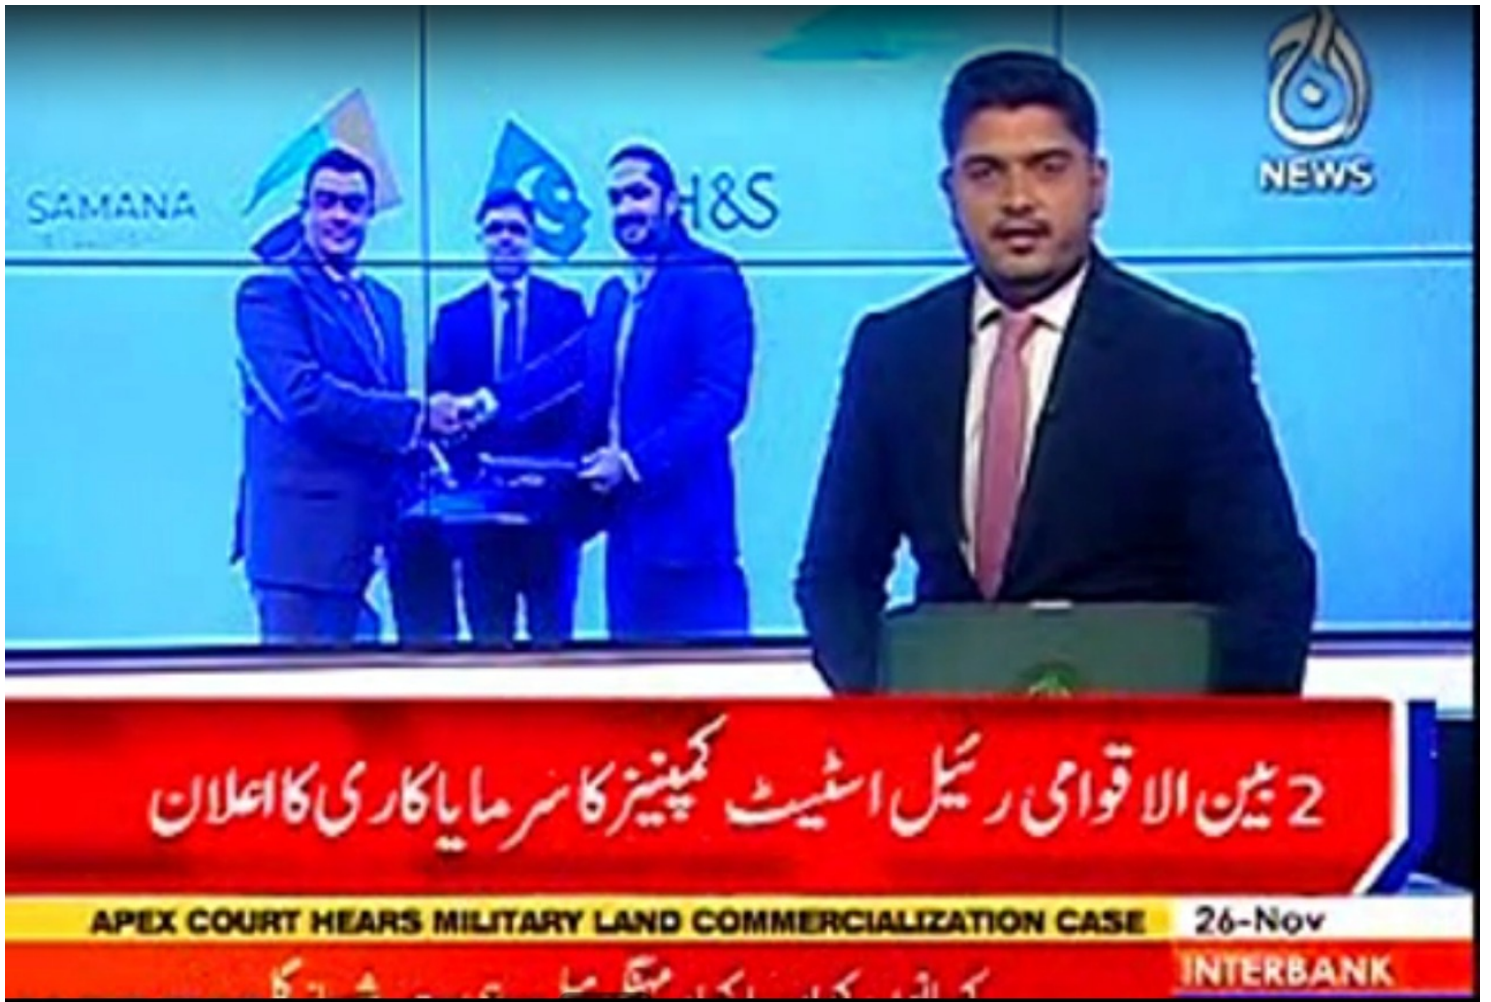 آج
NEWS
SAMANA
H&S
2 بین الاقوامی رئیل اسٹیٹ کمپنیز کا سرمایا کاری کا اعلان
APEX COURT HEARS MILITARY LAND COMMERCIALIZATION CASE
26-Nov
INTERBANK